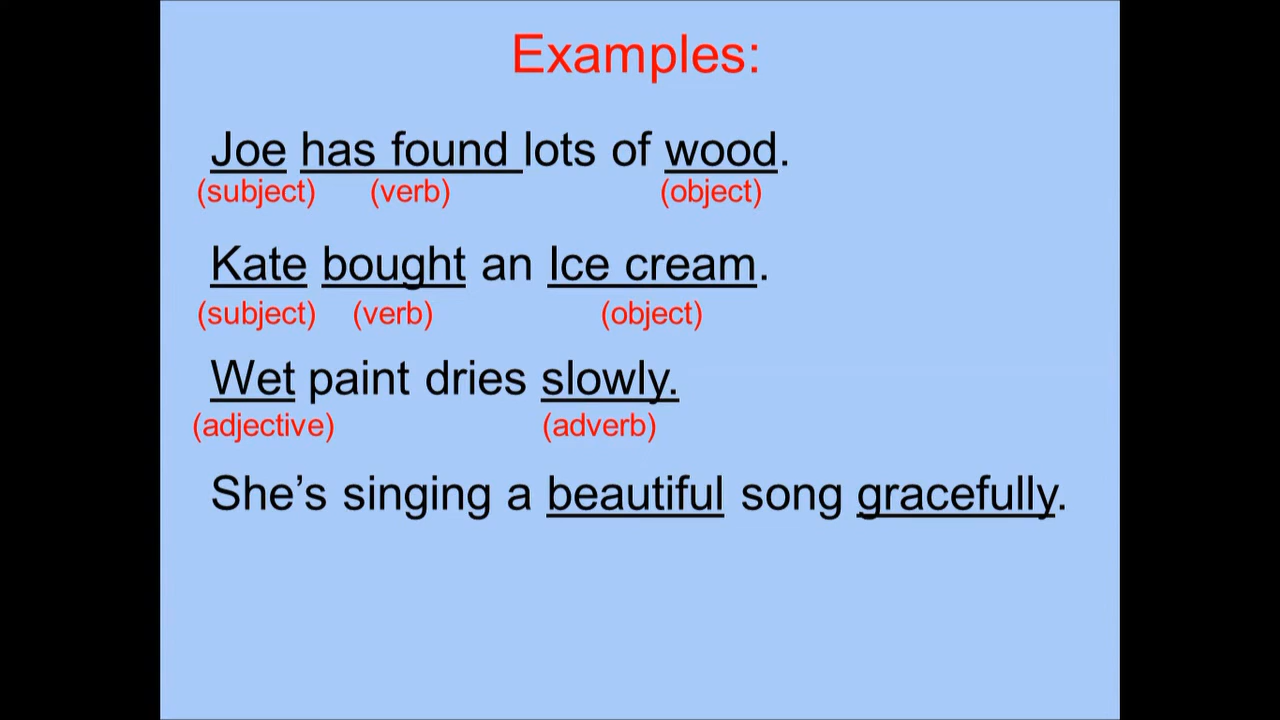 Examples:
Joe has found lots of wood.
(subject) (verb) (object)
Kate bought an Ice cream.
(subject) (verb) (object)
Wet paint dries slowly.
(adjective) (adverb)
She’s singing a beautiful song gracefully.